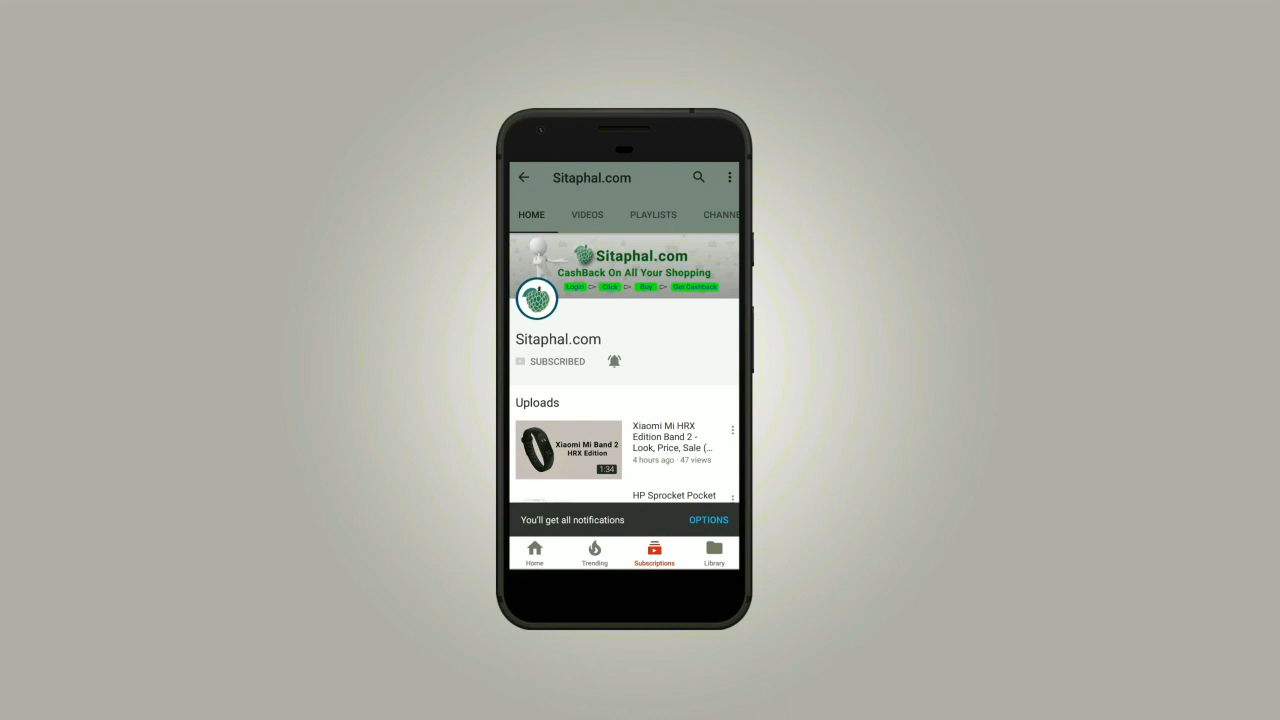 Sitaphal.com
HOME VIDEOS PLAYLISTS CHANNE
Sitaphal.com
CashBack On All Your Shopping
Login Click Buy Get Cashback
Sitaphal.com
SUBSCRIBED
Uploads
Xiaomi Mi Band 2
HRX Edition
1:34
Xiaomi Mi HRX
Edition Band 2 -
Look, Price, Sale (...
4 hours ago · 47 views
HP Sprocket Pocket
You'll get all notifications OPTIONS
Home Trending Subscriptions Library